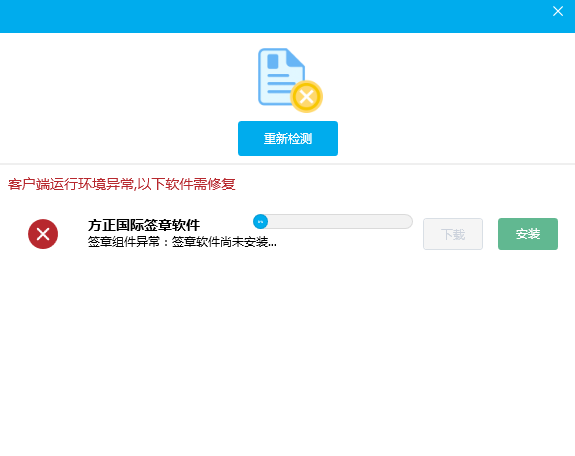 重新检测
客户端运行环境异常,以下软件需修复
方正国际签章软件
签章组件异常：签章软件尚未安装...
下载
安装